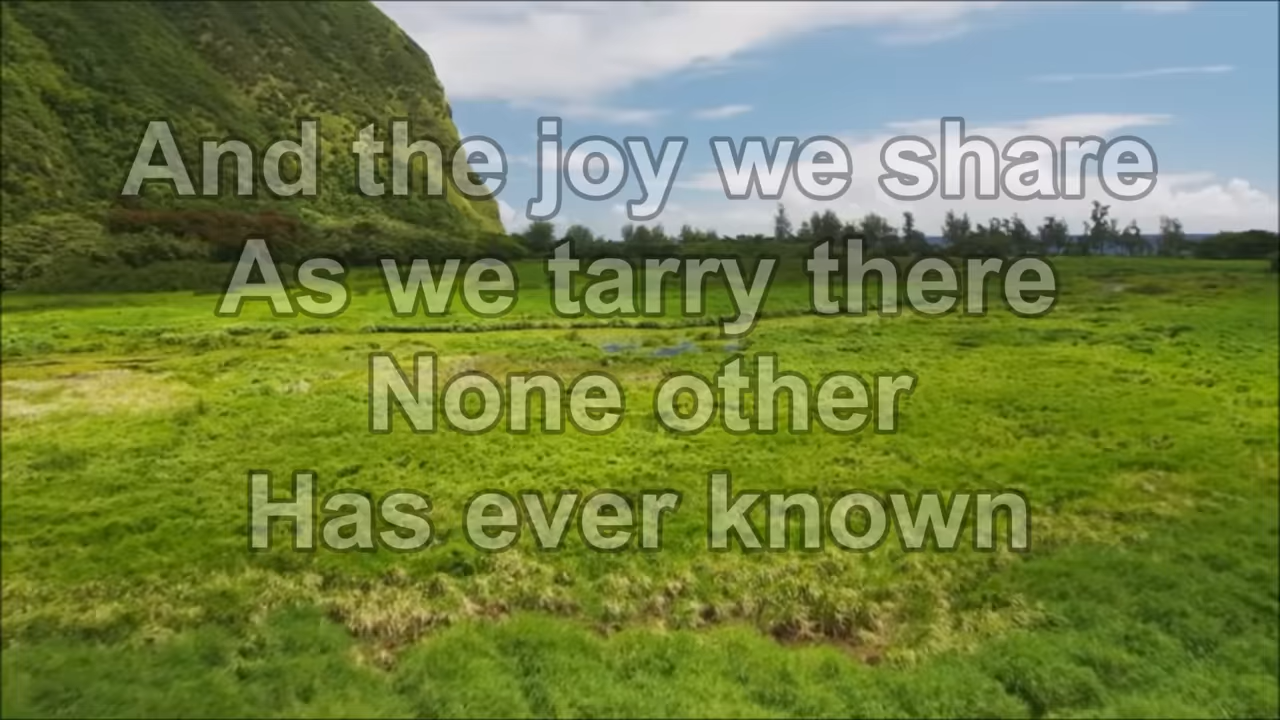 And the joy we share
As we tarry there
None other
Has ever known